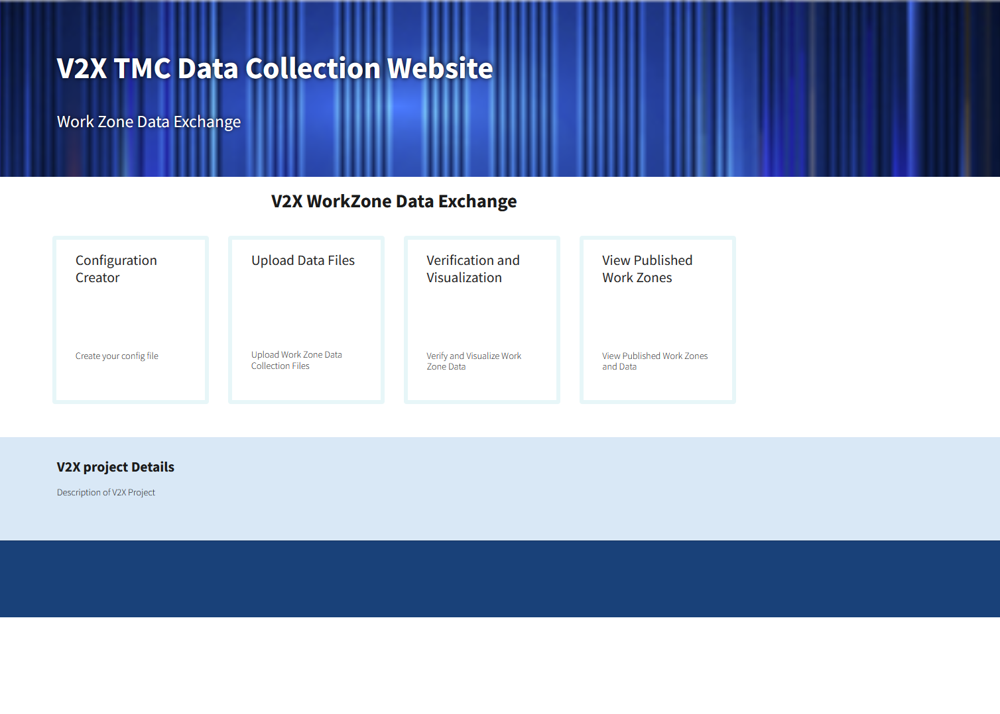 V2X TMC Data Collection Website
Work Zone Data Exchange
V2X WorkZone Data Exchange
Configuration
Creator
Create your config file
Upload Data Files
Upload Work Zone Data
Collection Files
Verification and
Visualization
Verify and Visualize Work
Zone Data
View Published
Work Zones
View Published Work Zones
and Data
V2X project Details
Description of V2X Project